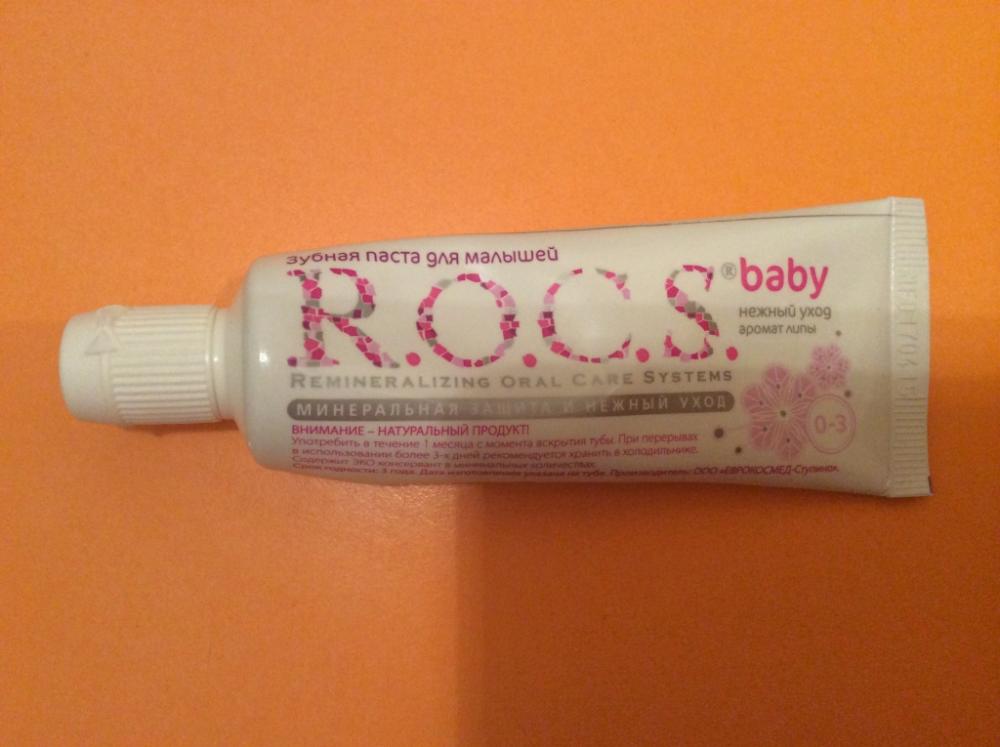 зубная паста для малышей
R.O.C.S.® baby
нежный уход
аромат липы
REMINERALIZING ORAL CARE SYSTEMS
МИНЕРАЛЬНАЯ ЗАЩИТА И НЕЖНЫЙ УХОД
0-3
ВНИМАНИЕ – НАТУРАЛЬНЫЙ ПРОДУКТ!
Употребить в течение 1 месяца с момента вскрытия тубы. При перерывах
в использовании более 3-х дней рекомендуется хранить в холодильнике.
Содержит ЭКО консервант в минимальных количествах.
Срок годности: 3 года. Дата изготовления указана на тубе. Производитель: ООО «ЕВРОКОСМЕД-Ступино».